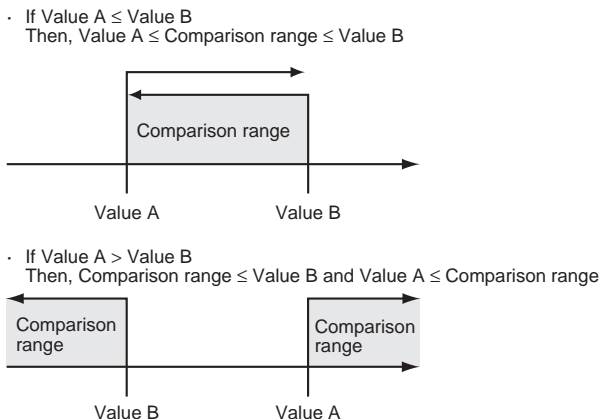 · If Value A ≤ Value B
Then, Value A ≤ Comparison range ≤ Value B
Comparison range
Value A Value B
· If Value A > Value B
Then, Comparison range ≤ Value B and Value A ≤ Comparison range
Comparison
range
Comparison
range
Value B Value A